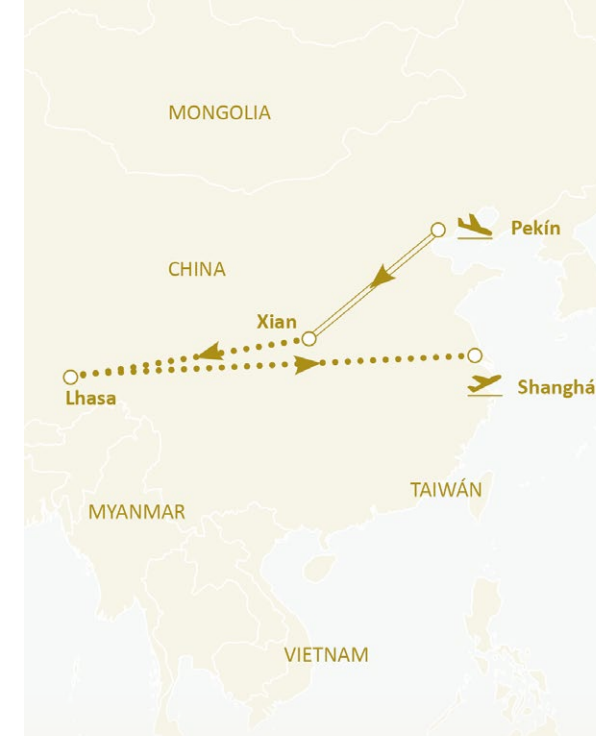 MONGOLIA
Pekín
CHINA
Xian
Lhasa
Shanghá
TAIWÁN
MYANMAR
VIETNAM